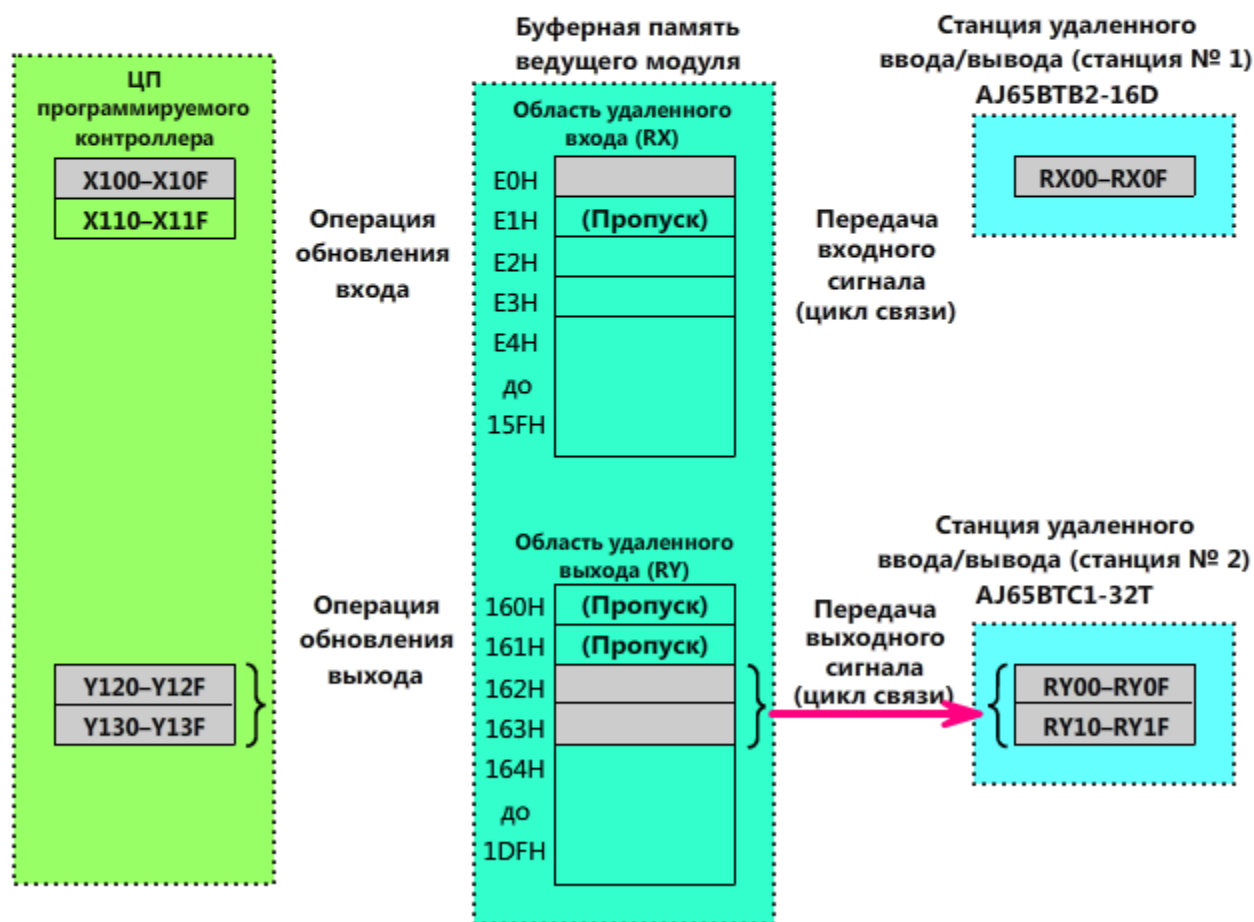 ЦП
программируемого
контроллера
X100–X10F
X110–X11F
Y120–Y12F
Y130–Y13F
Операция
обновления
входа
Операция
обновления
выхода
Буферная память
ведущего модуля
Область удаленного
входа (RX)
E0H
E1H (Пропуск)
E2H
E3H
E4H
до
15FH
Область удаленного
выхода (RY)
160H (Пропуск)
161H (Пропуск)
162H
163H
164H
до
1DFH
Передача
входного
сигнала
(цикл связи)
Передача
выходного
сигнала
(цикл связи)
Станция удаленного
ввода/вывода (станция № 1)
AJ65BTB2-16D
RX00–RX0F
Станция удаленного
ввода/вывода (станция № 2)
AJ65BTC1-32T
RY00–RY0F
RY10–RY1F